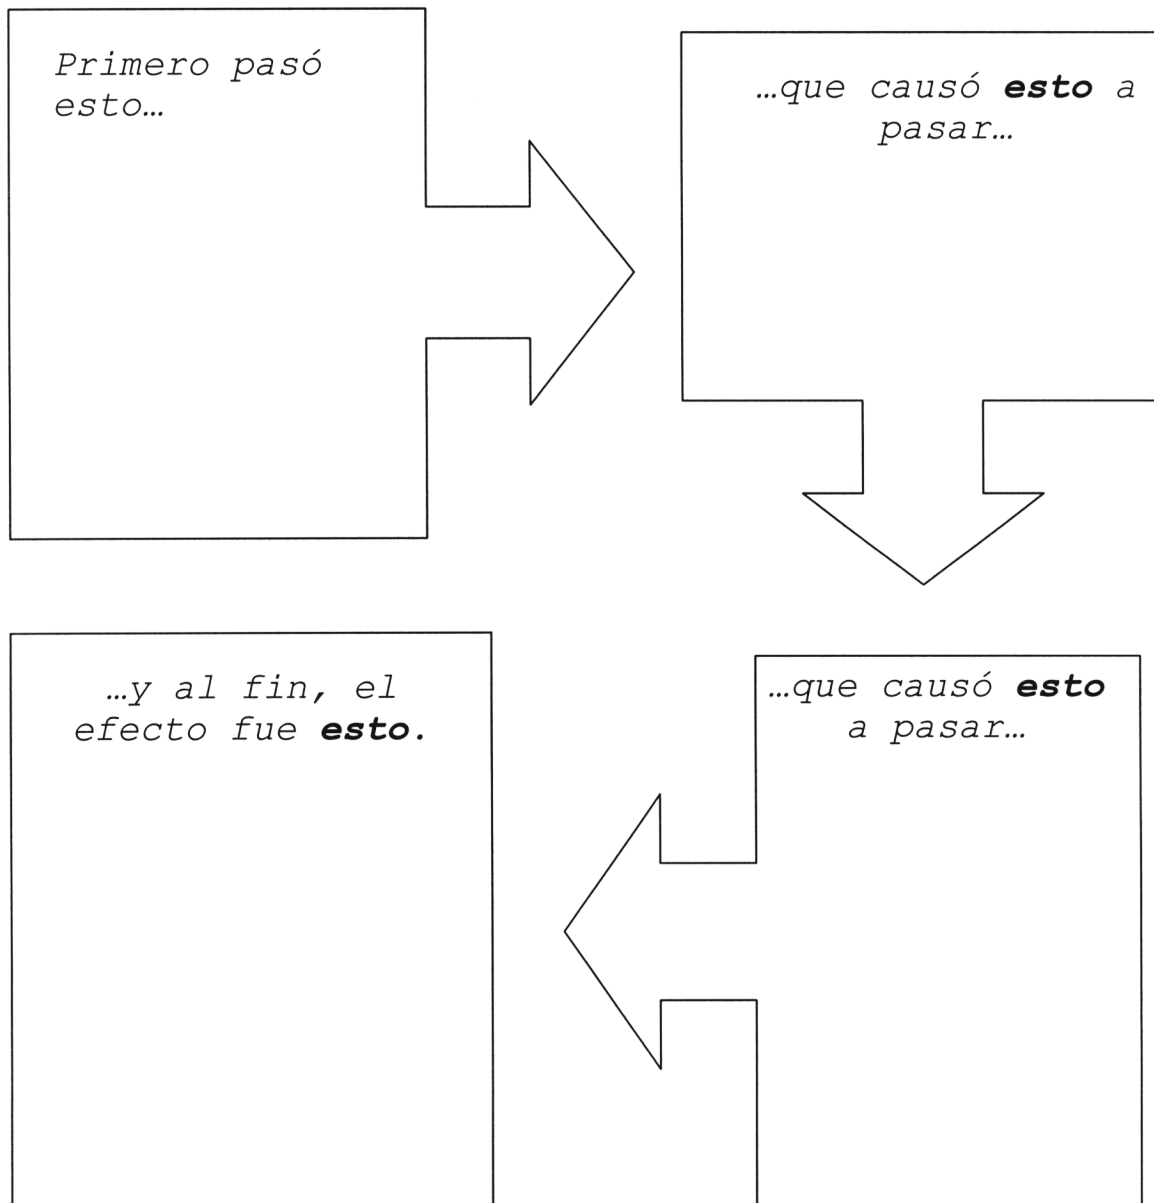 Primero pasó
esto…
…que causó esto a
pasar…
…que causó esto
a pasar…
…y al fin, el
efecto fue esto.